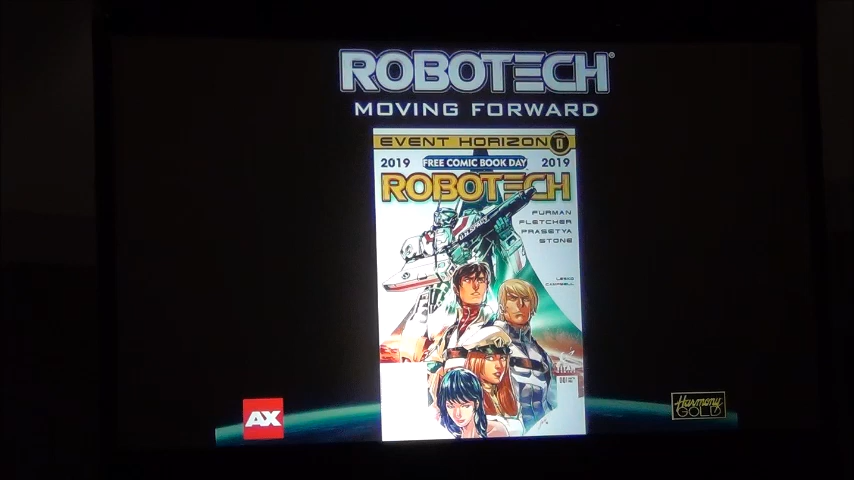 ROBOTECH®
MOVING FORWARD
EVENT HORIZON 0
2019 FREE COMIC BOOK DAY 2019
ROBOTECH
FURMAN
FLETCHER
PRASETYA
STONE
CAMPBELL
AX
Harmony
GOLD